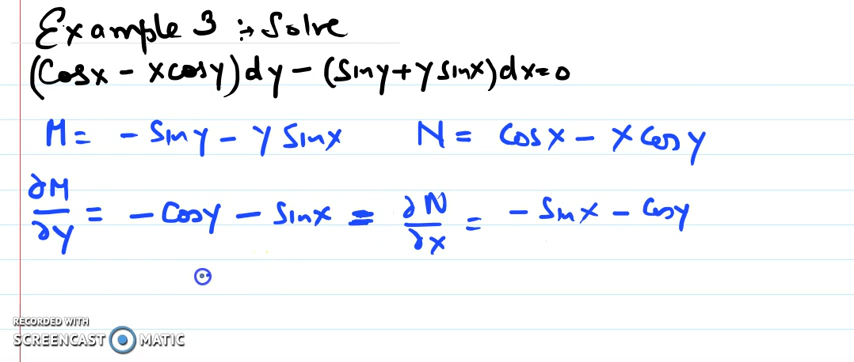 Example 3 :- Solve
(Cosx - xcosy)dy - (Siny+ysinx)dx=0
M = - Siny - y Sinx N = Cosx - x Cosy
∂M/∂y = - Cosy - Sinx = ∂N/∂x = - Sinx - Cosy
RECORDED WITH
SCREENCAST MATIC